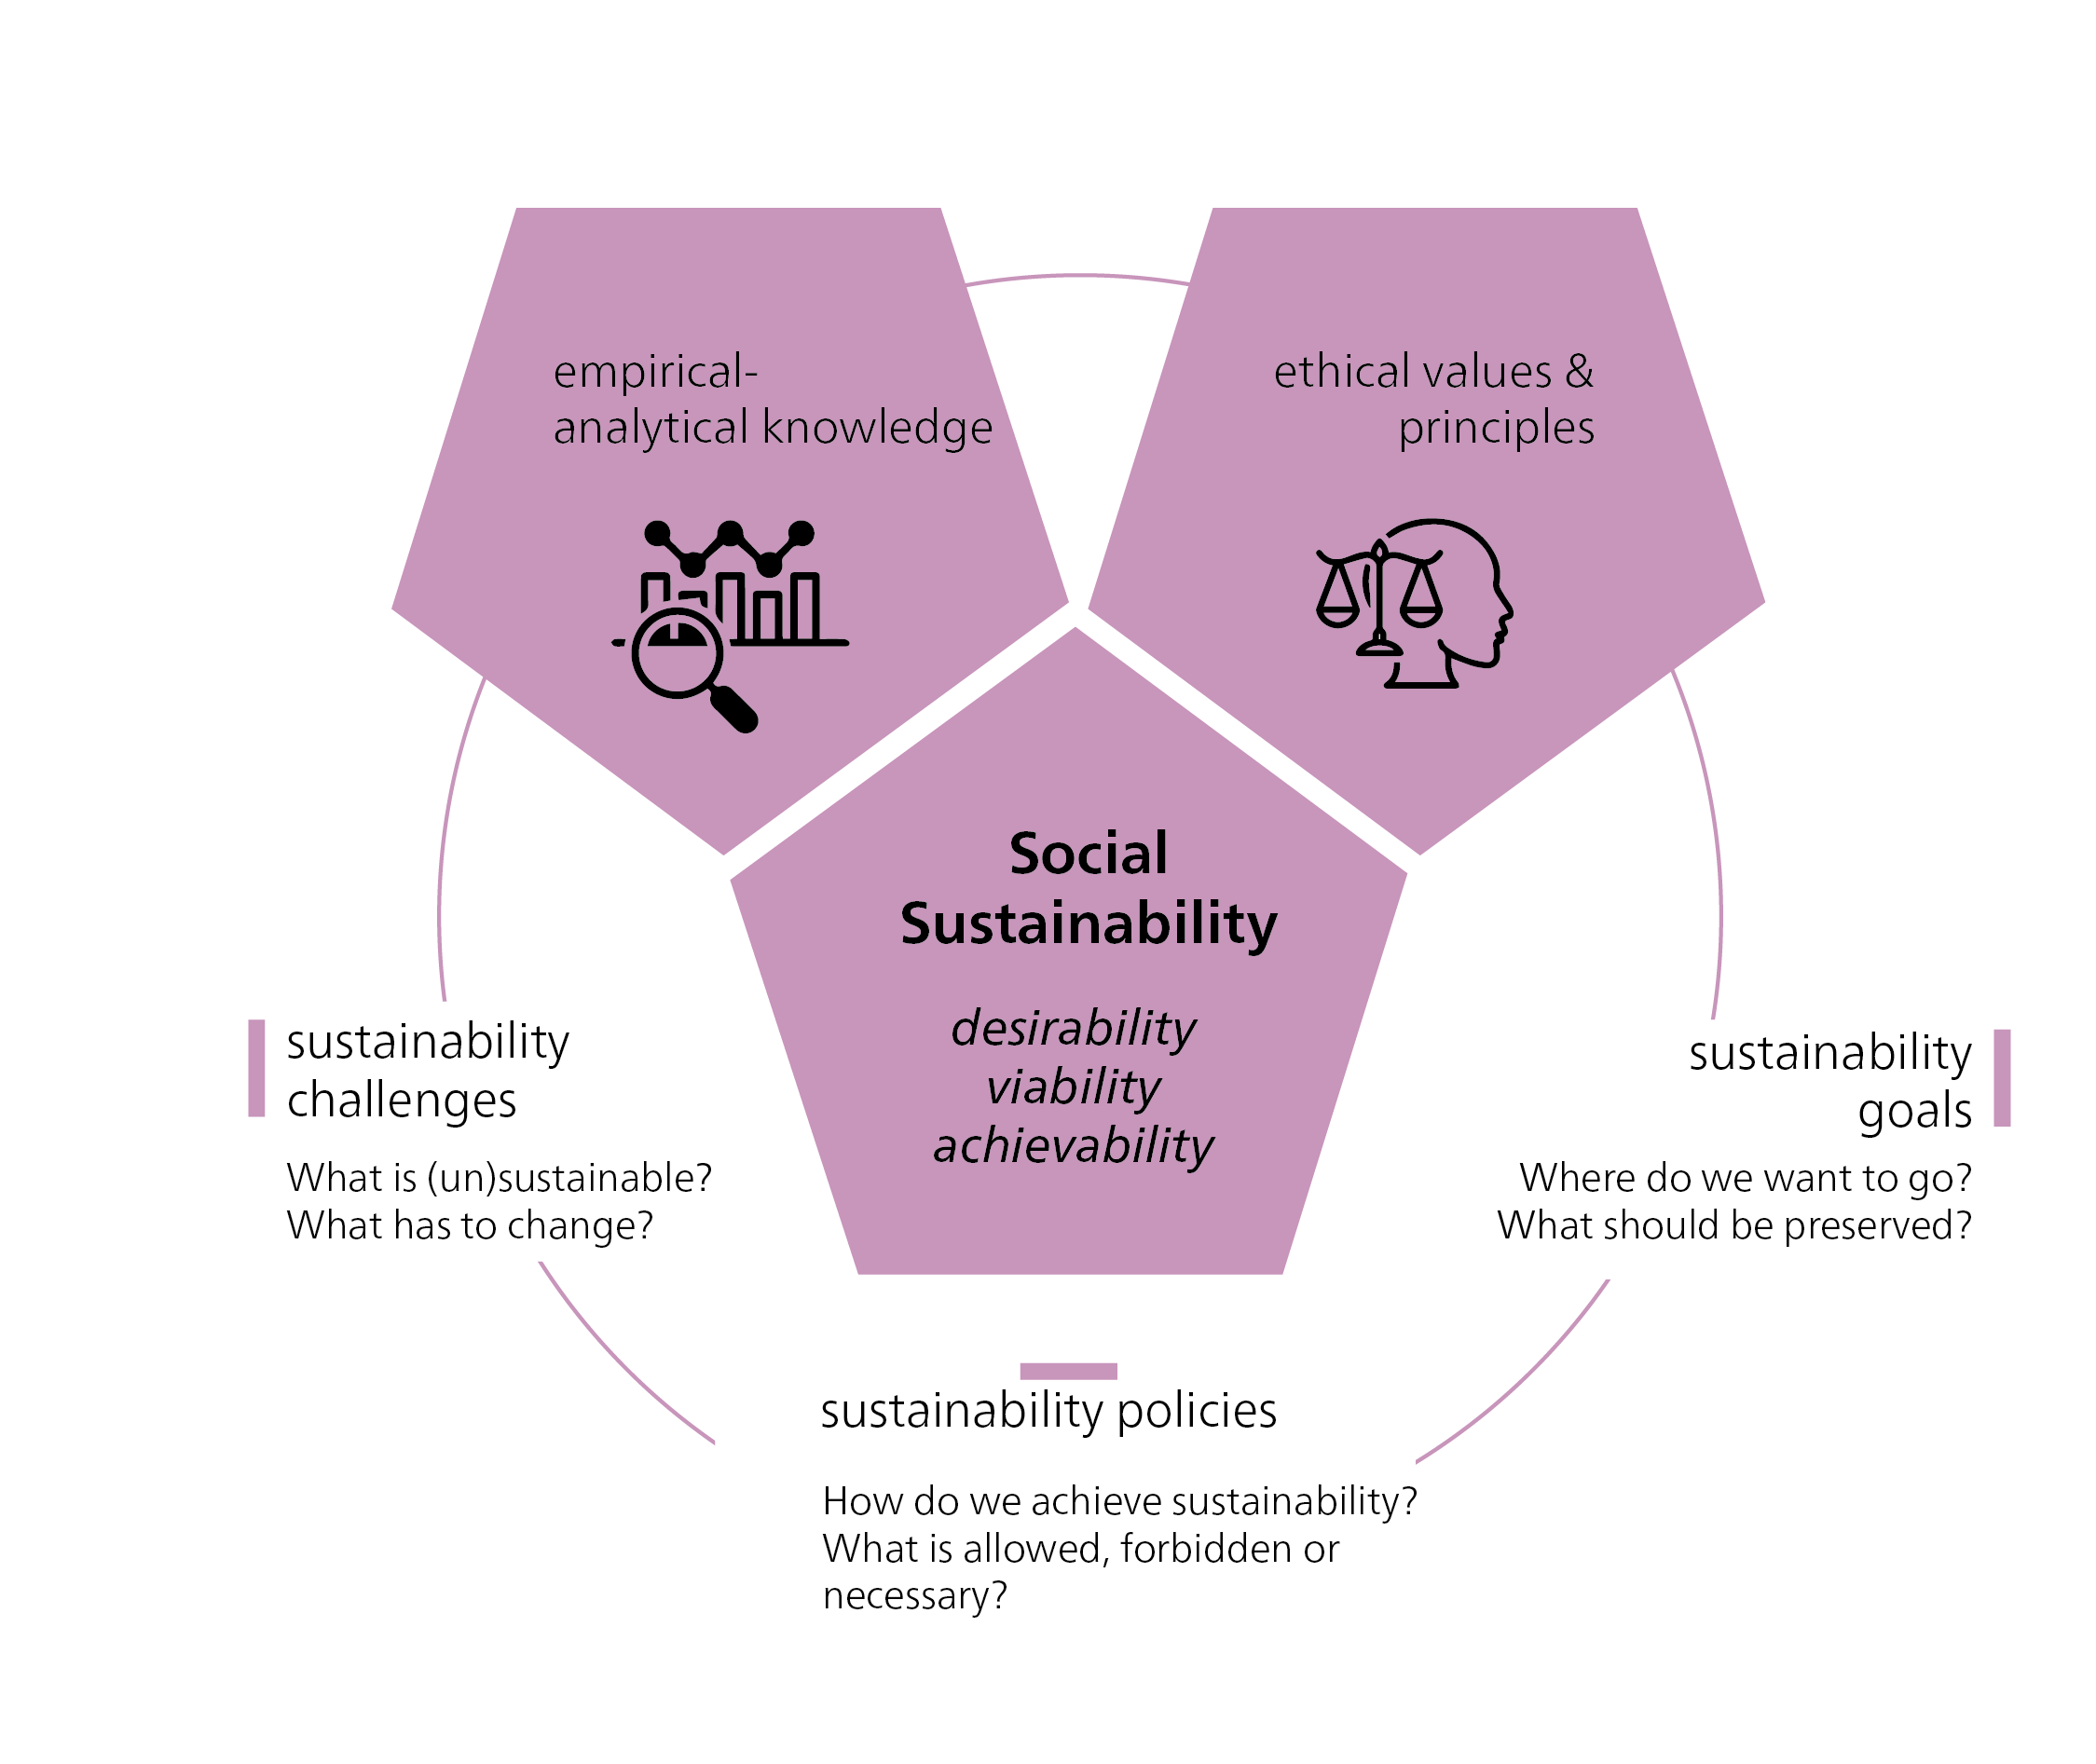 empirical-
analytical knowledge
ethical values &
principles
Social
Sustainability
desirability
viability
achievability
sustainability
challenges
What is (un)sustainable?
What has to change?
sustainability
goals
Where do we want to go?
What should be preserved?
sustainability policies
How do we achieve sustainability?
What is allowed, forbidden or
necessary?